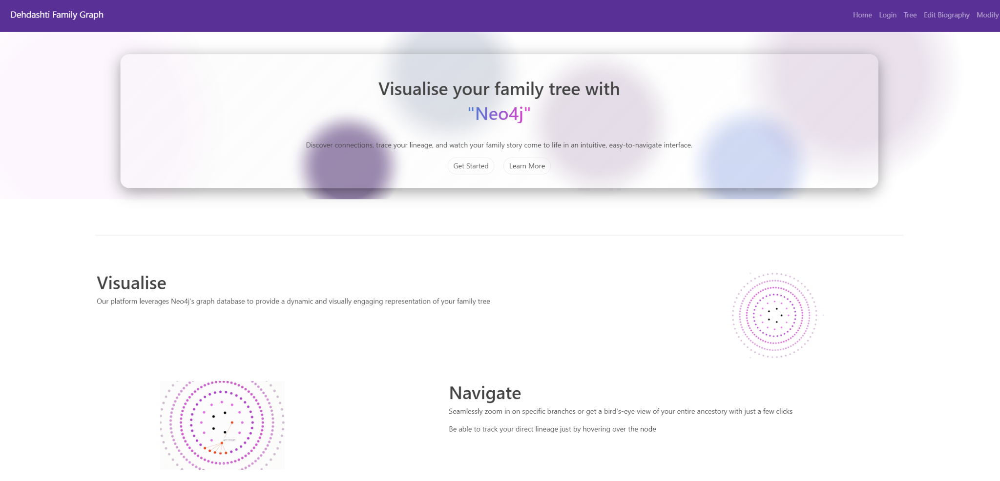 Dehdashti Family Graph
Home Login Tree Edit Biography Modify
Visualise your family tree with
"Neo4j"
Discover connections, trace your lineage, and watch your family story come to life in an intuitive, easy-to-navigate interface.
Get Started Learn More
Visualise
Our platform leverages Neo4j's graph database to provide a dynamic and visually engaging representation of your family tree
Navigate
Seamlessly zoom in on specific branches or get a bird's-eye view of your entire ancestory with just a few clicks
Be able to track your direct lineage just by hovering over the node